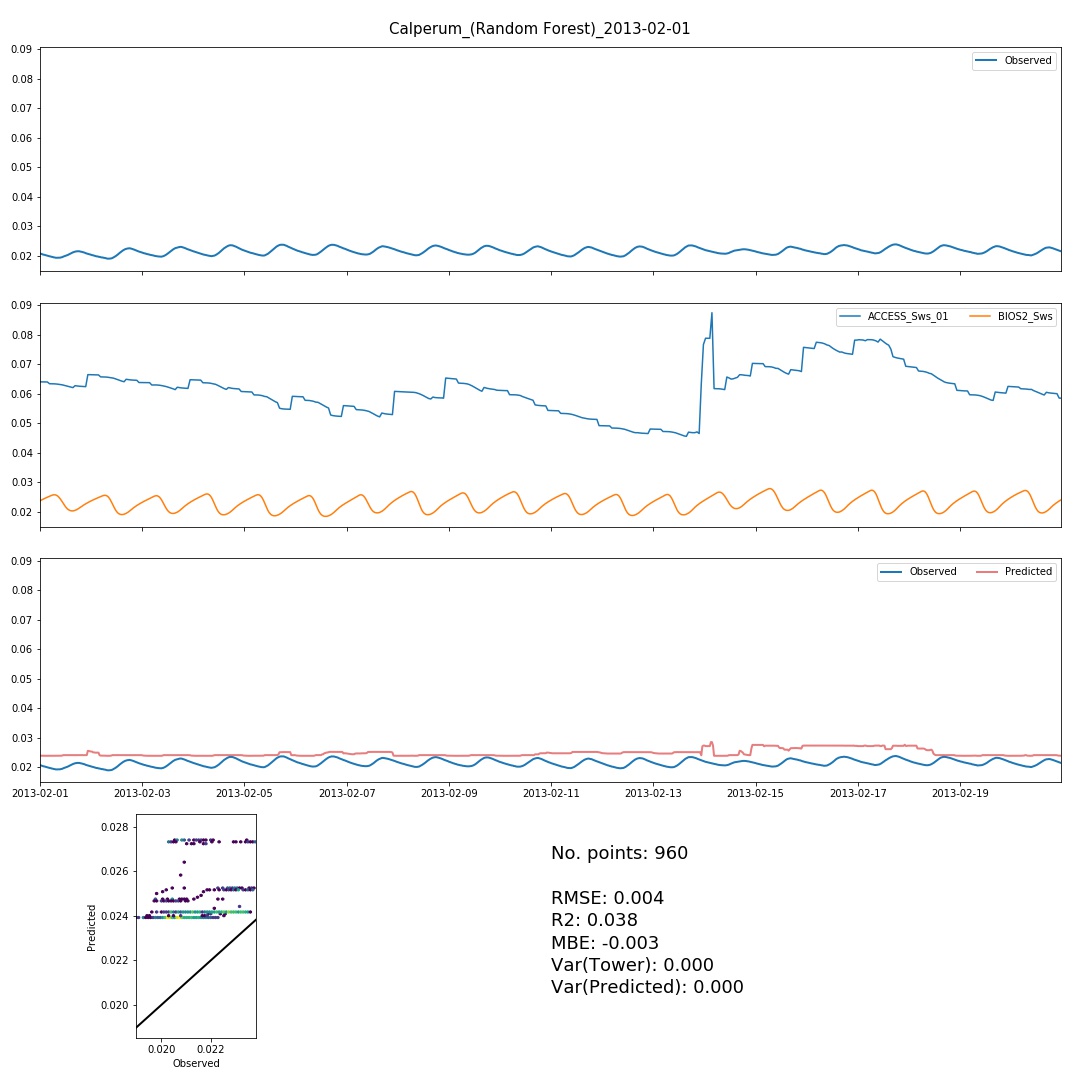 Calperum_(Random Forest)_2013-02-01
0.09
0.08
0.07
0.06
0.05
0.04
0.03
0.02
Observed
0.09
0.08
0.07
0.06
0.05
0.04
0.03
0.02
ACCESS_Sws_01 BIOS2_Sws
0.09
0.08
0.07
0.06
0.05
0.04
0.03
0.02
Observed Predicted
2013-02-01 2013-02-03 2013-02-05 2013-02-07 2013-02-09 2013-02-11 2013-02-13 2013-02-15 2013-02-17 2013-02-19
0.028
0.026
0.024
0.022
0.020
Predicted
0.020 0.022
Observed
No. points: 960
RMSE: 0.004
R2: 0.038
MBE: -0.003
Var(Tower): 0.000
Var(Predicted): 0.000